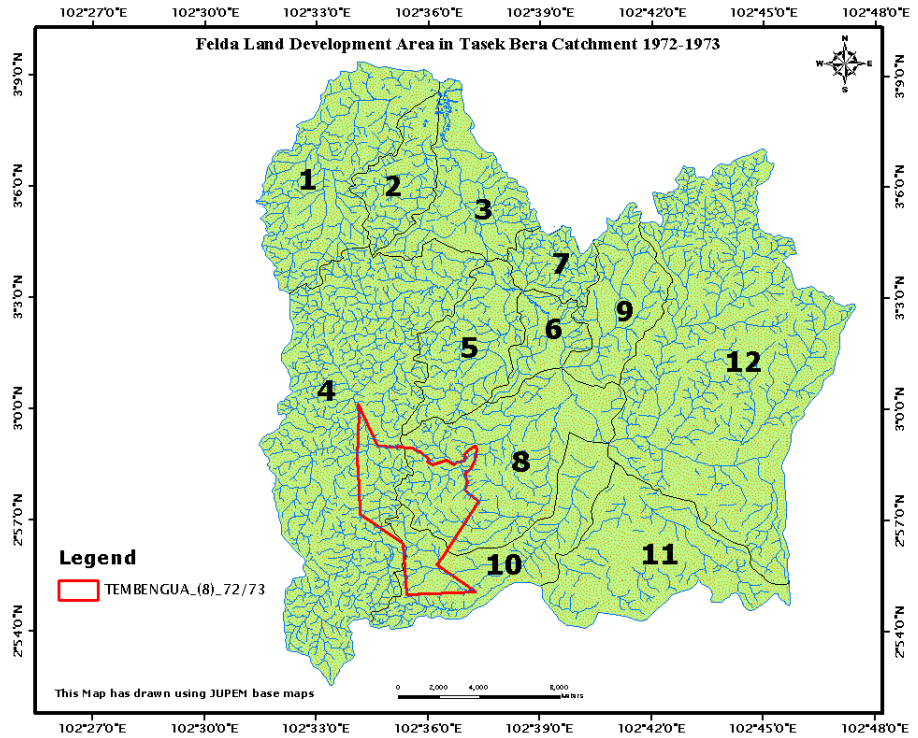 102°27'0"E 102°30'0"E 102°33'0"E 102°36'0"E 102°39'0"E 102°42'0"E 102°45'0"E 102°48'0"E
Felda Land Development Area in Tasek Bera Catchment 1972-1973
N
W E
S
3°9'0"N 3°9'0"N
1 2 3
3°6'0"N 3°6'0"N
7
9
3°3'0"N 3°3'0"N
6
5
12
4
3°0'0"N 3°0'0"N
8
2°57'0"N 2°57'0"N
10 11
Legend
TEMBENGUA_(8)_72/73
2°54'0"N 2°54'0"N
This Map has drawn using JUPEM base maps
0 2,000 4,000 8,000
102°27'0"E 102°30'0"E 102°33'0"E 102°36'0"E 102°39'0"E 102°42'0"E 102°45'0"E 102°48'0"E